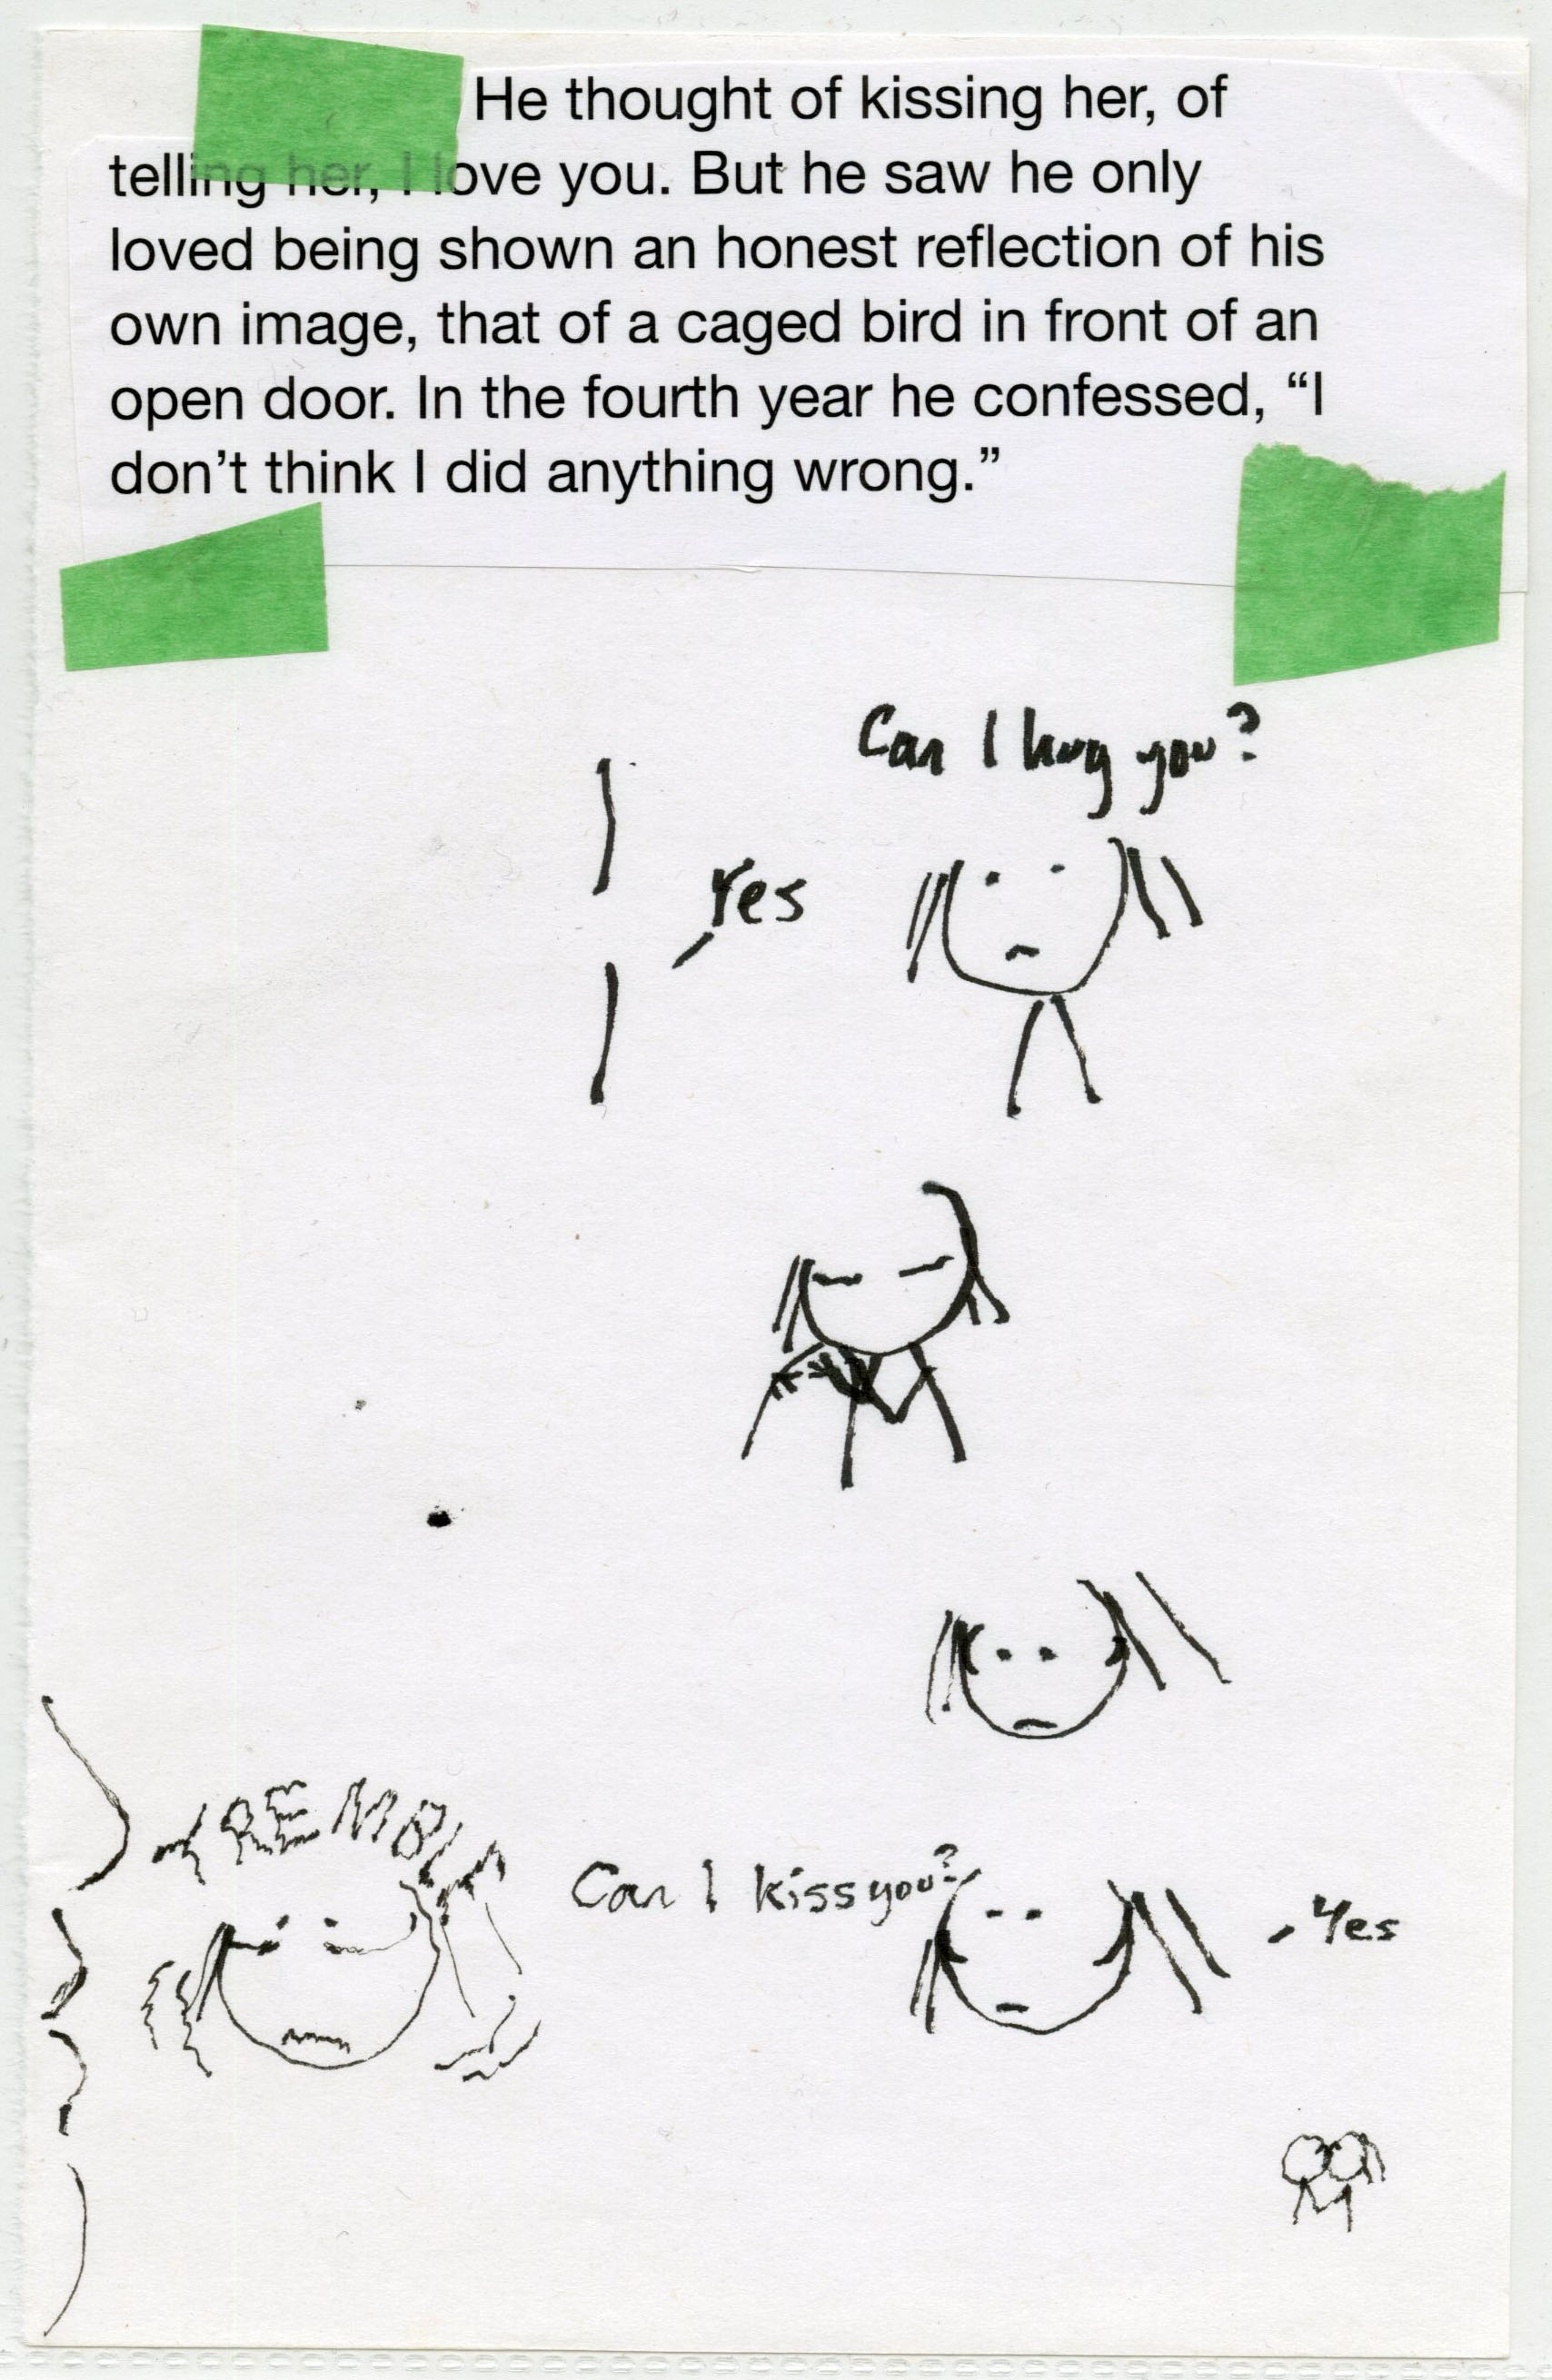 He thought of kissing her, of
telling her, I love you. But he saw he only
loved being shown an honest reflection of his
own image, that of a caged bird in front of an
open door. In the fourth year he confessed, “I
don’t think I did anything wrong.”
Can I hug you?
Yes
TREMBLE
Can I kiss you?
Yes